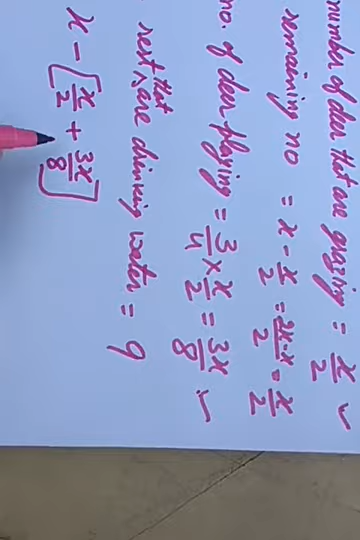 number of deer that are grazing = x/2 ✓
remaining no = x - x/2 = 2x-x/2 = x/2
no. of deer playing = 3/4 × x/2 = 3x/8 ✓
rest that are drinking water = 9
x - [x/2 + 3x/8]